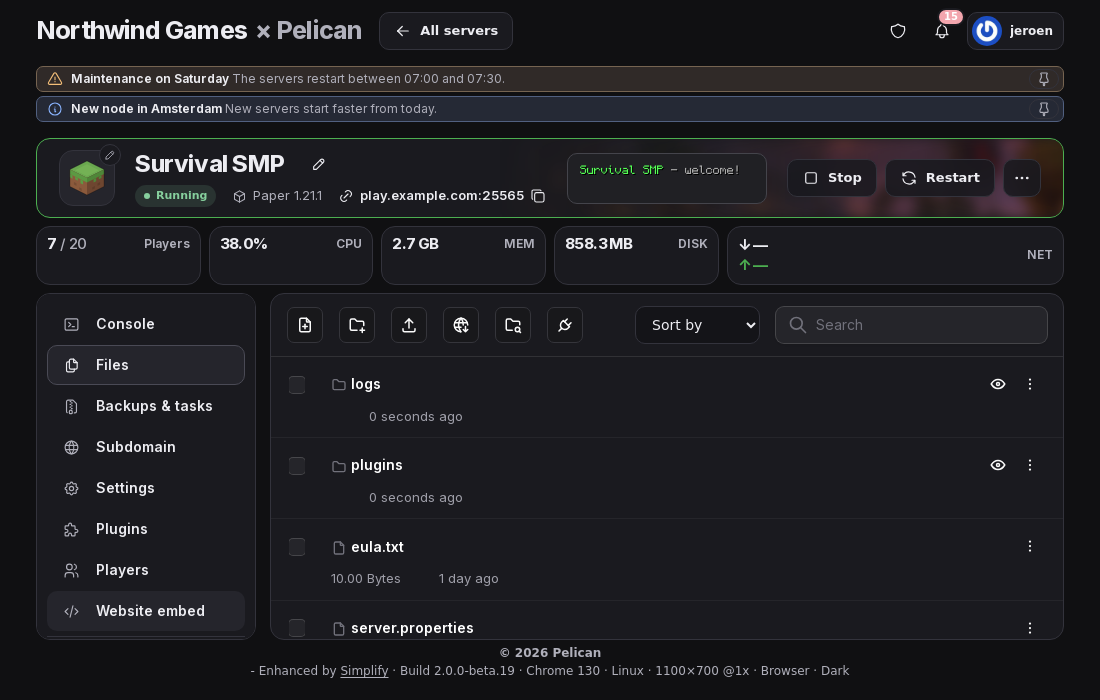 Northwind Games × Pelican
All servers
15
jeroen
Maintenance on Saturday The servers restart between 07:00 and 07:30.
New node in Amsterdam New servers start faster from today.
Survival SMP
Running
Paper 1.21.1
play.example.com:25565
Survival SMP — welcome!
Stop
Restart
7 / 20 Players
38.0% CPU
2.7 GB MEM
858.3 MB DISK
↓—
↑—
NET
Console
Files
Backups & tasks
Subdomain
Settings
Plugins
Players
Website embed
Sort by
Search
logs
0 seconds ago
plugins
0 seconds ago
eula.txt
10.00 Bytes 1 day ago
server.properties
© 2026 Pelican
- Enhanced by Simplify · Build 2.0.0-beta.19 · Chrome 130 · Linux · 1100×700 @1x · Browser · Dark